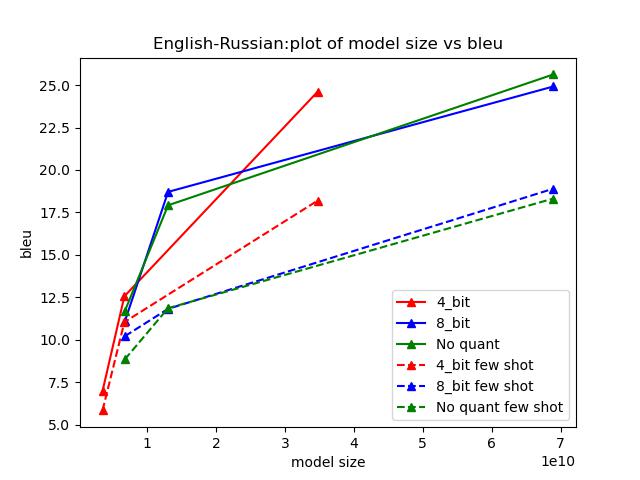 English-Russian:plot of model size vs bleu
25.0
22.5
20.0
17.5
15.0
12.5
10.0
7.5
5.0
bleu
4_bit
8_bit
No quant
4_bit few shot
8_bit few shot
No quant few shot
1 2 3 4 5 6 7
model size
1e10